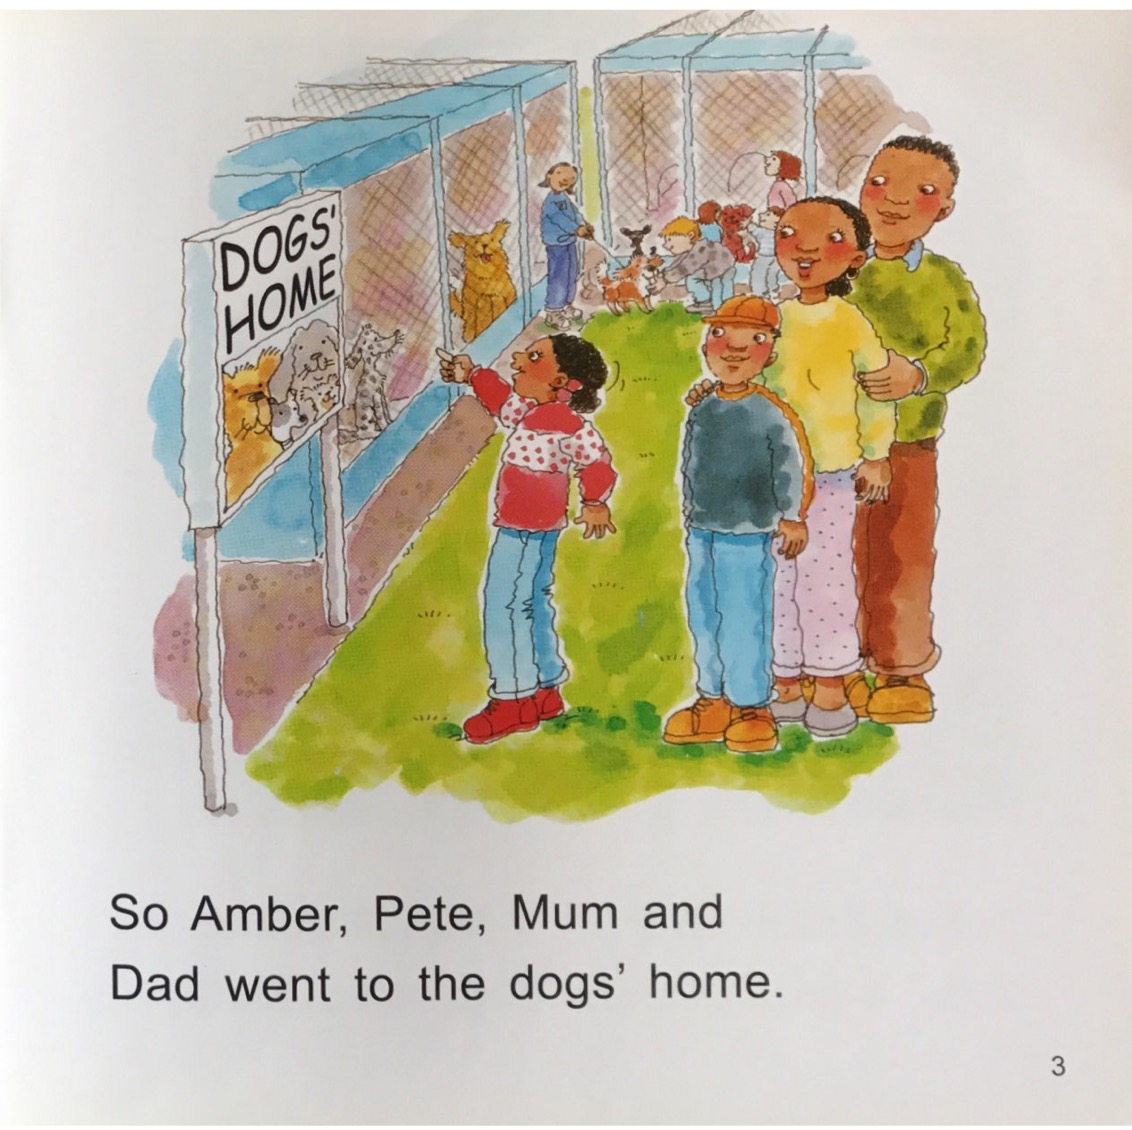 DOGS'
HOME
So Amber, Pete, Mum and
Dad went to the dogs’ home.
3